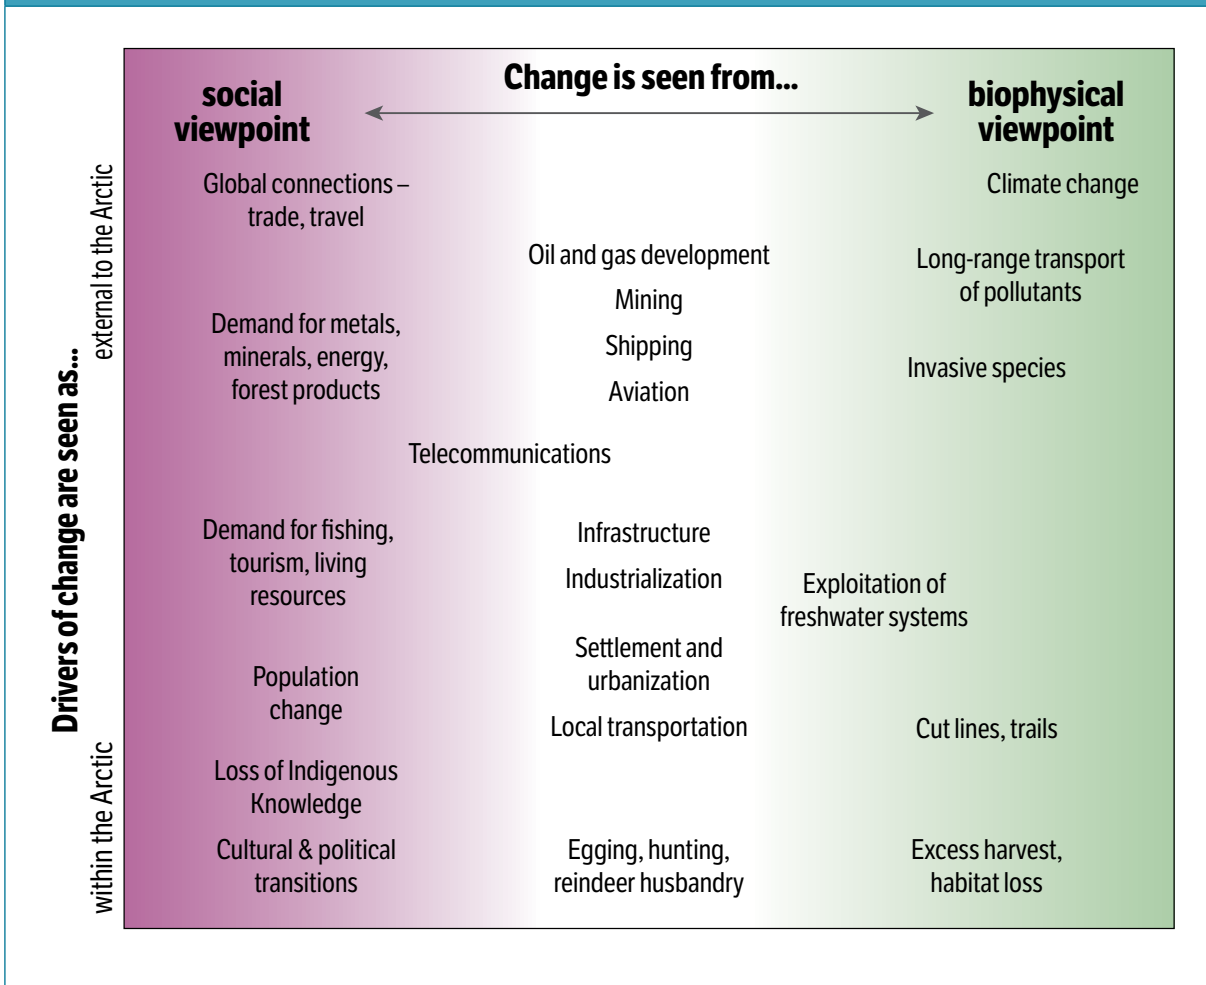 Change is seen from...
social
viewpoint
biophysical
viewpoint
Drivers of change are seen as...
external to the Arctic
within the Arctic
Global connections –
trade, travel
Climate change
Oil and gas development
Long-range transport
of pollutants
Mining
Demand for metals,
minerals, energy,
forest products
Shipping
Invasive species
Aviation
Telecommunications
Demand for fishing,
tourism, living
resources
Infrastructure
Industrialization
Exploitation of
freshwater systems
Settlement and
urbanization
Population
change
Local transportation
Cut lines, trails
Loss of Indigenous
Knowledge
Cultural & political
transitions
Egging, hunting,
reindeer husbandry
Excess harvest,
habitat loss